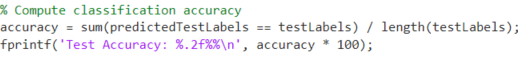 % Compute classification accuracy
accuracy = sum(predictedTestLabels == testLabels) / length(testLabels);
fprintf('Test Accuracy: %.2f%%\n', accuracy * 100);